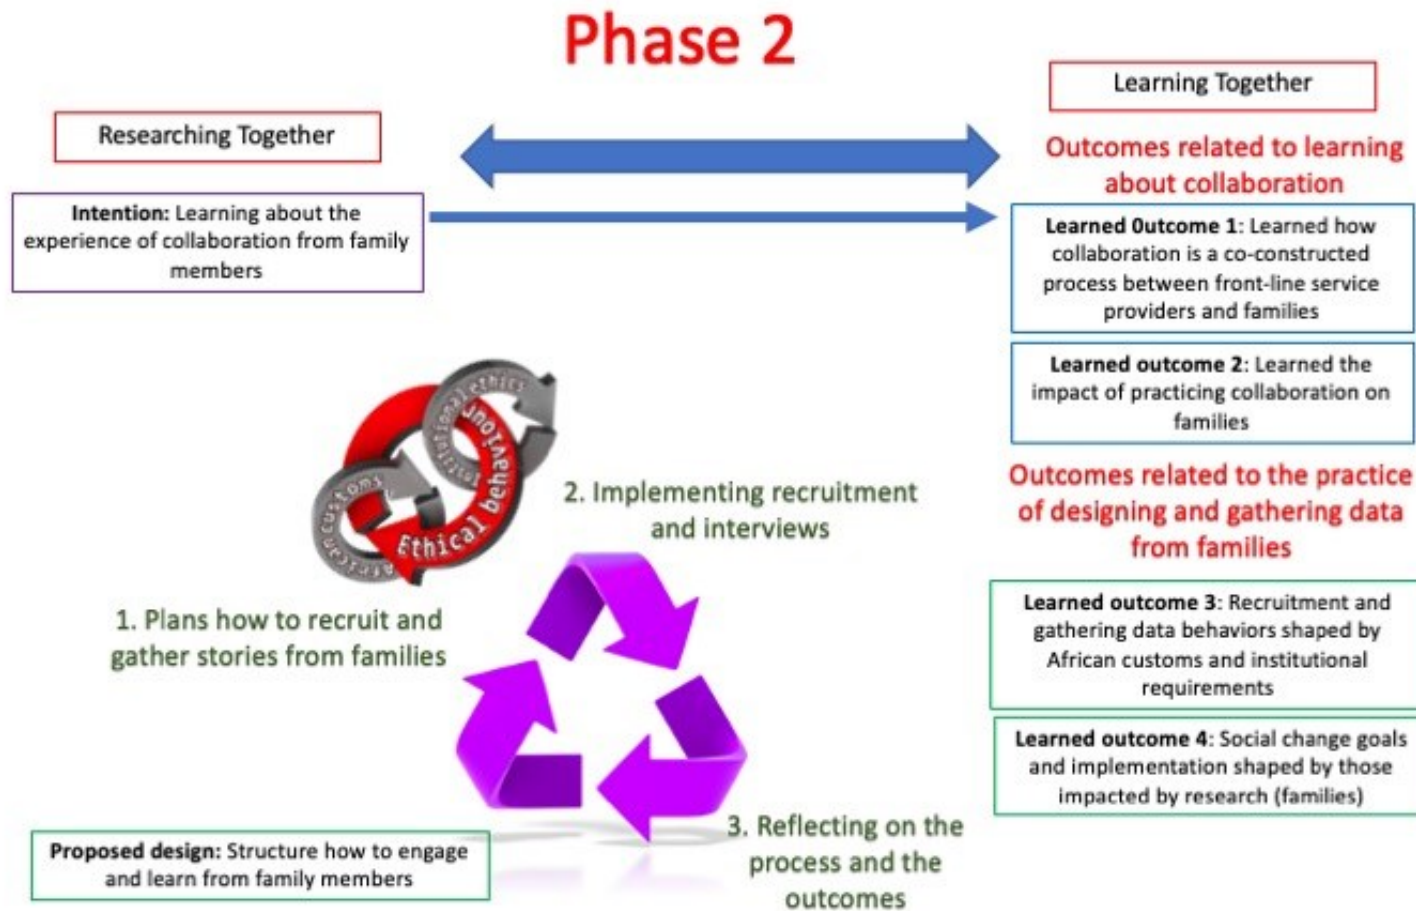 Phase 2
Researching Together
Learning Together
Intention: Learning about the
experience of collaboration from family
members
Outcomes related to learning
about collaboration
Learned 0utcome 1: Learned how
collaboration is a co-constructed
process between front-line service
providers and families
Learned outcome 2: Learned the
impact of practicing collaboration on
families
Outcomes related to the practice
of designing and gathering data
from families
Learned outcome 3: Recruitment and
gathering data behaviors shaped by
African customs and institutional
requirements
Learned outcome 4: Social change goals
and implementation shaped by those
impacted by research (families)
Institutional ethics
Ethical behaviour
African customs
1. Plans how to recruit and
gather stories from families
2. Implementing recruitment
and interviews
3. Reflecting on the
process and the
outcomes
Proposed design: Structure how to engage
and learn from family members